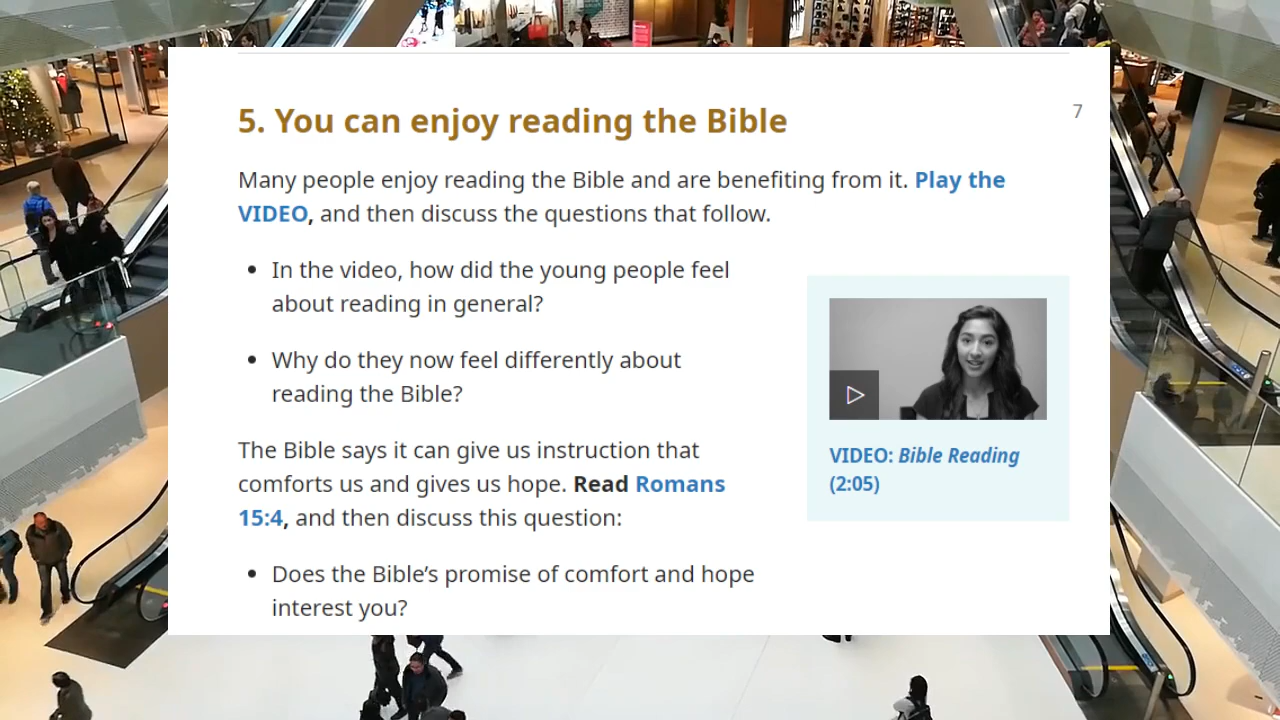 5. You can enjoy reading the Bible
7
Many people enjoy reading the Bible and are benefiting from it. Play the
VIDEO, and then discuss the questions that follow.
• In the video, how did the young people feel
about reading in general?
• Why do they now feel differently about
reading the Bible?
The Bible says it can give us instruction that
comforts us and gives us hope. Read Romans
15:4, and then discuss this question:
• Does the Bible’s promise of comfort and hope
interest you?
VIDEO: Bible Reading
(2:05)